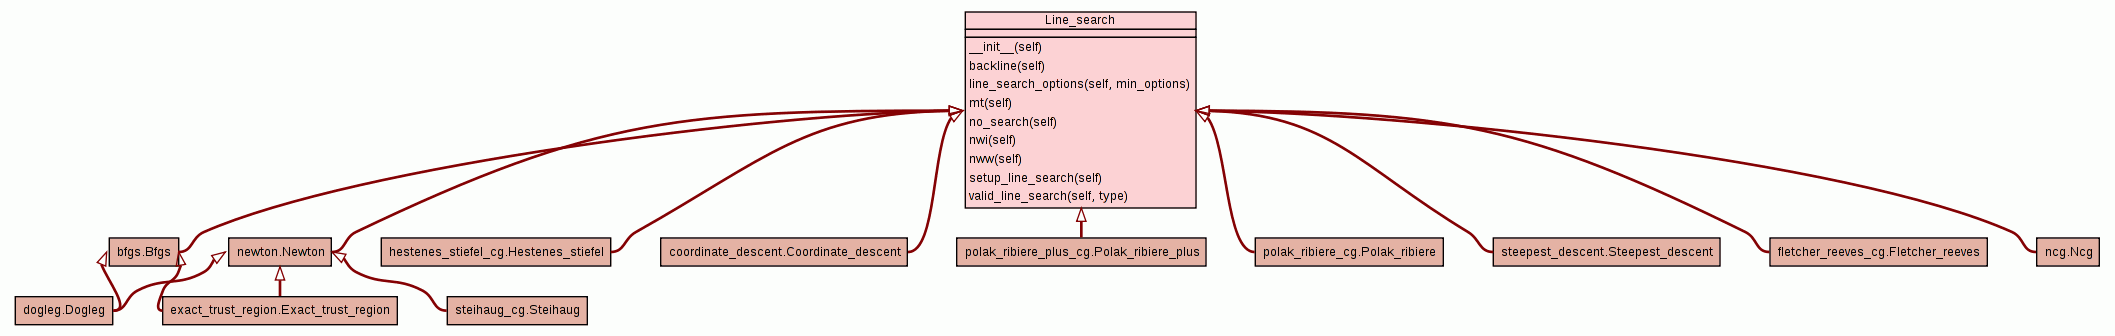 Line_search
__init__(self)
backline(self)
line_search_options(self, min_options)
mt(self)
no_search(self)
nwi(self)
nww(self)
setup_line_search(self)
valid_line_search(self, type)
bfgs.Bfgs
newton.Newton
hestenes_stiefel_cg.Hestenes_stiefel
coordinate_descent.Coordinate_descent
polak_ribiere_plus_cg.Polak_ribiere_plus
polak_ribiere_cg.Polak_ribiere
steepest_descent.Steepest_descent
fletcher_reeves_cg.Fletcher_reeves
ncg.Ncg
dogleg.Dogleg
exact_trust_region.Exact_trust_region
steihaug_cg.Steihaug